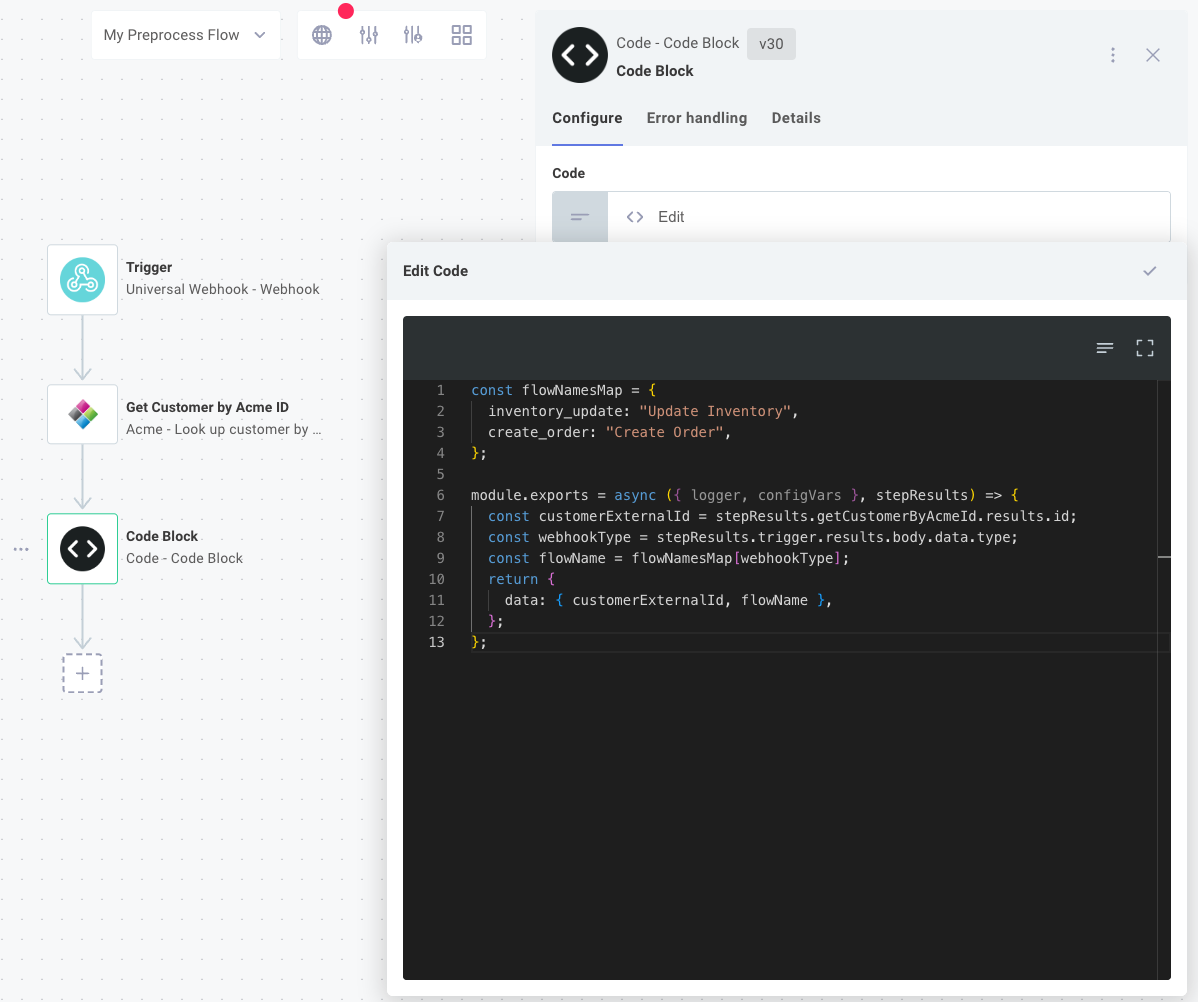 My Preprocess Flow
Code - Code Block v30
Code Block
Configure Error handling Details
Code
Edit
Trigger
Universal Webhook - Webhook
Get Customer by Acme ID
Acme - Look up customer by ...
Code Block
Code - Code Block
Edit Code
1 const flowNamesMap = {
2 inventory_update: "Update Inventory",
3 create_order: "Create Order",
4 };
5
6 module.exports = async ({ logger, configVars }, stepResults) => {
7 const customerExternalId = stepResults.getCustomerByAcmeId.results.id;
8 const webhookType = stepResults.trigger.results.body.data.type;
9 const flowName = flowNamesMap[webhookType];
10 return {
11 data: { customerExternalId, flowName },
12 };
13 };